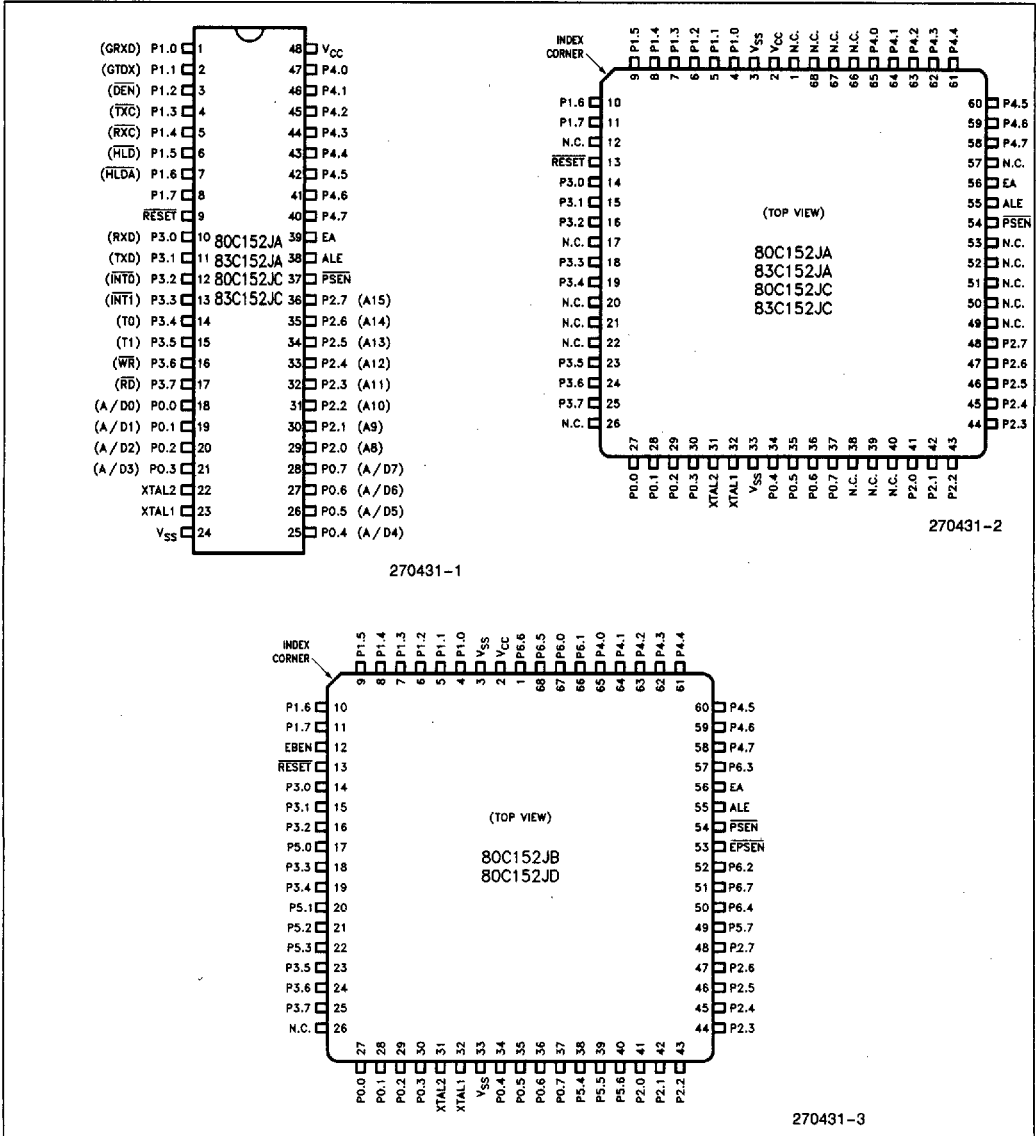 (GRXD) P1.0 1
(GTDX) P1.1 2
(DEN) P1.2 3
(TXC) P1.3 4
(RXC) P1.4 5
(HLD) P1.5 6
(HLDA) P1.6 7
P1.7 8
RESET 9
(RXD) P3.0 10
(TXD) P3.1 11
(INT0) P3.2 12
(INT1) P3.3 13
(T0) P3.4 14
(T1) P3.5 15
(WR) P3.6 16
(RD) P3.7 17
(A/D0) P0.0 18
(A/D1) P0.1 19
(A/D2) P0.2 20
(A/D3) P0.3 21
XTAL2 22
XTAL1 23
VSS 24
80C152JA
83C152JA
80C152JC
83C152JC
48 VCC
47 P4.0
46 P4.1
45 P4.2
44 P4.3
43 P4.4
42 P4.5
41 P4.6
40 P4.7
39 EA
38 ALE
37 PSEN
36 P2.7 (A15)
35 P2.6 (A14)
34 P2.5 (A13)
33 P2.4 (A12)
32 P2.3 (A11)
31 P2.2 (A10)
30 P2.1 (A9)
29 P2.0 (A8)
28 P0.7 (A/D7)
27 P0.6 (A/D6)
26 P0.5 (A/D5)
25 P0.4 (A/D4)
270431-1
INDEX
CORNER
P1.5 9
P1.4 8
P1.3 7
P1.2 6
P1.1 5
P1.0 4
VSS 3
VCC 2
N.C. 1
N.C. 68
N.C. 67
N.C. 66
P4.0 65
P4.1 64
P4.2 63
P4.3 62
P4.4 61
P1.6 10
P1.7 11
N.C. 12
RESET 13
P3.0 14
P3.1 15
P3.2 16
N.C. 17
P3.3 18
P3.4 19
N.C. 20
N.C. 21
N.C. 22
P3.5 23
P3.6 24
P3.7 25
N.C. 26
(TOP VIEW)
80C152JA
83C152JA
80C152JC
83C152JC
60 P4.5
59 P4.6
58 P4.7
57 N.C.
56 EA
55 ALE
54 PSEN
53 N.C.
52 N.C.
51 N.C.
50 N.C.
49 N.C.
48 P2.7
47 P2.6
46 P2.5
45 P2.4
44 P2.3
27 P0.0
28 P0.1
29 P0.2
30 P0.3
31 XTAL2
32 XTAL1
33 VSS
34 P0.4
35 P0.5
36 P0.6
37 P0.7
38 N.C.
39 N.C.
40 N.C.
41 P2.0
42 P2.1
43 P2.2
270431-2
INDEX
CORNER
P1.5 9
P1.4 8
P1.3 7
P1.2 6
P1.1 5
P1.0 4
VSS 3
VCC 2
P6.6 1
P6.5 68
P6.0 67
P6.1 66
P4.0 65
P4.1 64
P4.2 63
P4.3 62
P4.4 61
P1.6 10
P1.7 11
EBEN 12
RESET 13
P3.0 14
P3.1 15
P3.2 16
P5.0 17
P3.3 18
P3.4 19
P5.1 20
P5.2 21
P5.3 22
P3.5 23
P3.6 24
P3.7 25
N.C. 26
(TOP VIEW)
80C152JB
80C152JD
60 P4.5
59 P4.6
58 P4.7
57 P6.3
56 EA
55 ALE
54 PSEN
53 EPSEN
52 P6.2
51 P6.7
50 P6.4
49 P5.7
48 P2.7
47 P2.6
46 P2.5
45 P2.4
44 P2.3
27 P0.0
28 P0.1
29 P0.2
30 P0.3
31 XTAL2
32 XTAL1
33 VSS
34 P0.4
35 P0.5
36 P0.6
37 P0.7
38 P5.4
39 P5.5
40 P5.6
41 P2.0
42 P2.1
43 P2.2
270431-3